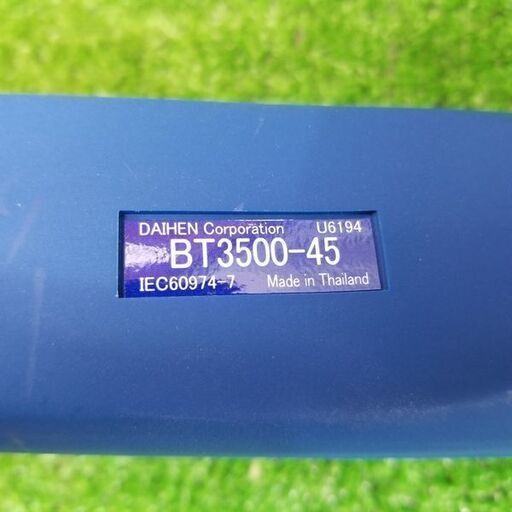 DAIHEN Corporation U6194
BT3500-45
IEC60974-7 Made in Thailand